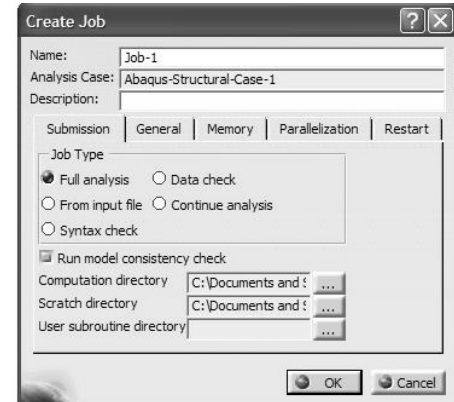 Create Job
Name: Job-1
Analysis Case: Abaqus-Structural-Case-1
Description:
Submission General Memory Parallelization Restart
Job Type
Full analysis Data check
From input file Continue analysis
Syntax check
Run model consistency check
Computation directory C:\Documents and S ...
Scratch directory C:\Documents and S ...
User subroutine directory ...
OK Cancel